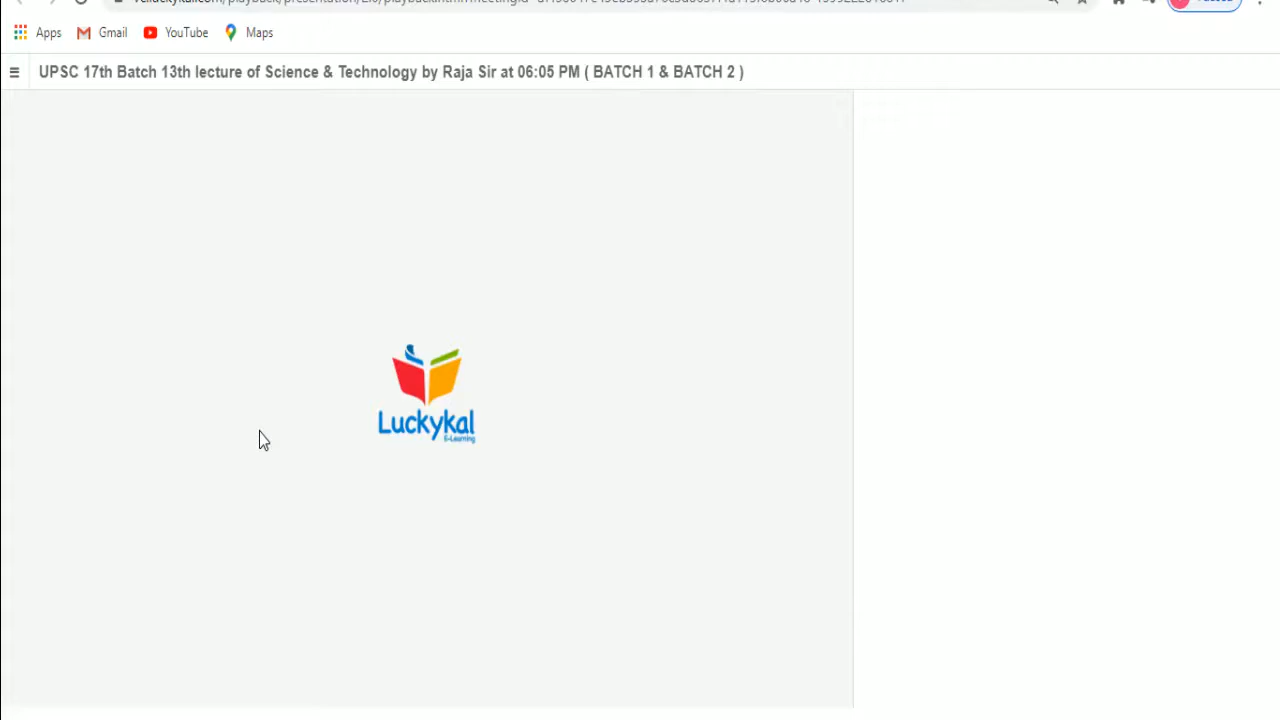 Apps Gmail YouTube Maps
UPSC 17th Batch 13th lecture of Science & Technology by Raja Sir at 06:05 PM ( BATCH 1 & BATCH 2 )
Luckykal
E-Learning